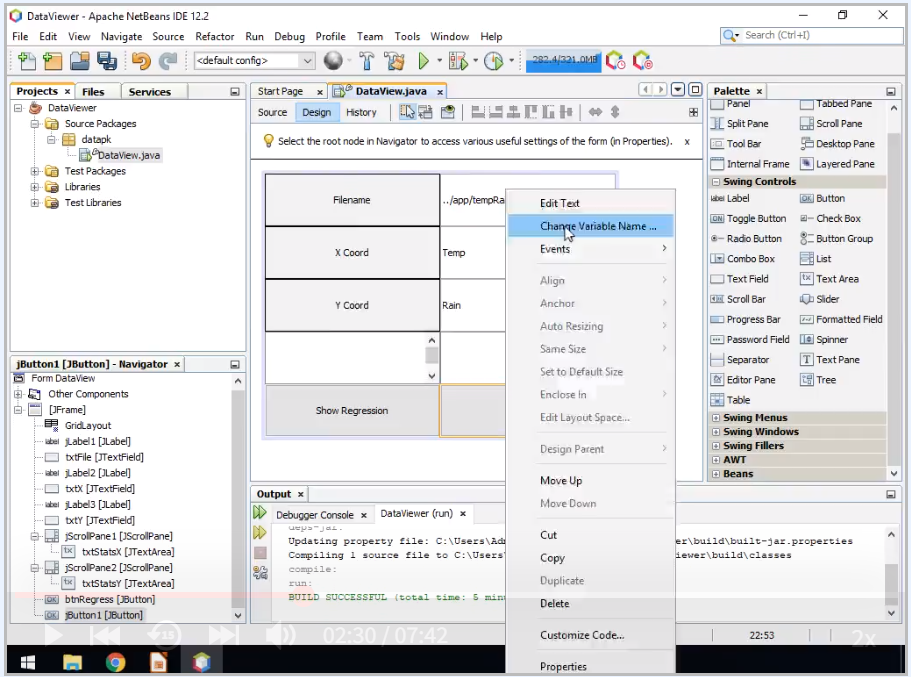 DataViewer - Apache NetBeans IDE 12.2
File Edit View Navigate Source Refactor Run Debug Profile Team Tools Window Help
Search (Ctrl+I)
<default config>
282.4/321.0MB
Projects × Files Services
DataViewer
Source Packages
datapk
DataView.java
Test Packages
Libraries
Test Libraries
Start Page × DataView.java ×
Source Design History
Select the root node in Navigator to access various useful settings of the form (in Properties). x
Filename
../app/tempRa
X Coord
Temp
Y Coord
Rain
Show Regression
Edit Text
Change Variable Name ...
Events
Align
Anchor
Auto Resizing
Same Size
Set to Default Size
Enclose In
Edit Layout Space...
Design Parent
Move Up
Move Down
Cut
Copy
Duplicate
Delete
Customize Code...
Properties
Palette ×
Panel Tabbed Pane
Split Pane Scroll Pane
Tool Bar Desktop Pane
Internal Frame Layered Pane
Swing Controls
label Label OK Button
ON Toggle Button Check Box
Radio Button Button Group
Combo Box List
Text Field Text Area
Scroll Bar Slider
Progress Bar Formatted Field
Password Field Spinner
Separator Text Pane
Editor Pane Tree
Table
Swing Menus
Swing Windows
Swing Fillers
AWT
Beans
jButton1 [JButton] - Navigator ×
Form DataView
Other Components
[JFrame]
GridLayout
label jLabel1 [JLabel]
txtFile [JTextField]
label jLabel2 [JLabel]
txtX [JTextField]
label jLabel3 [JLabel]
txtY [JTextField]
jScrollPane1 [JScrollPane]
txtStatsX [JTextArea]
jScrollPane2 [JScrollPane]
txtStatsY [JTextArea]
OK btnRegress [JButton]
OK jButton1 [JButton]
Output ×
Debugger Console × DataViewer (run) ×
deps-jar:
Updating property file: C:\Users\Ad er\build\built-jar.properties
Compiling 1 source file to C:\Users iewer\build\classes
compile:
run:
BUILD SUCCESSFUL (total time: 5 minu
22:53
15
02:30 / 07:42
2x